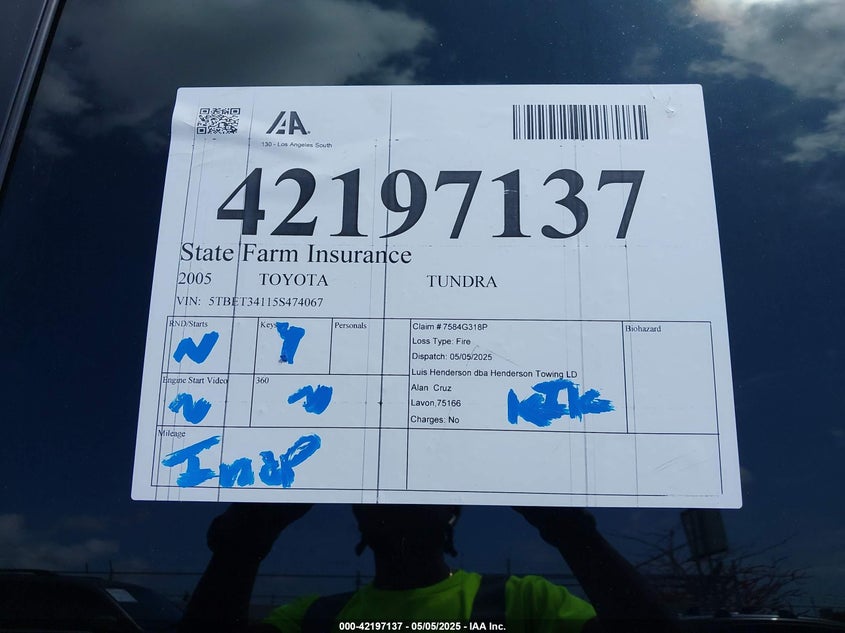 IAA.
130 - Los Angeles South
42197137
State Farm Insurance
2005 TOYOTA TUNDRA
VIN: 5TBET34115S474067
RND/Starts Keys Personals
N Y
Engine Start Video 360
N N
Mileage
Inop
Claim # 7584G318P
Loss Type: Fire
Dispatch: 05/05/2025
Luis Henderson dba Henderson Towing LD
Alan Cruz
Lavon,75166
Charges: No
Biohazard
000-42197137 - 05/05/2025 - IAA Inc.